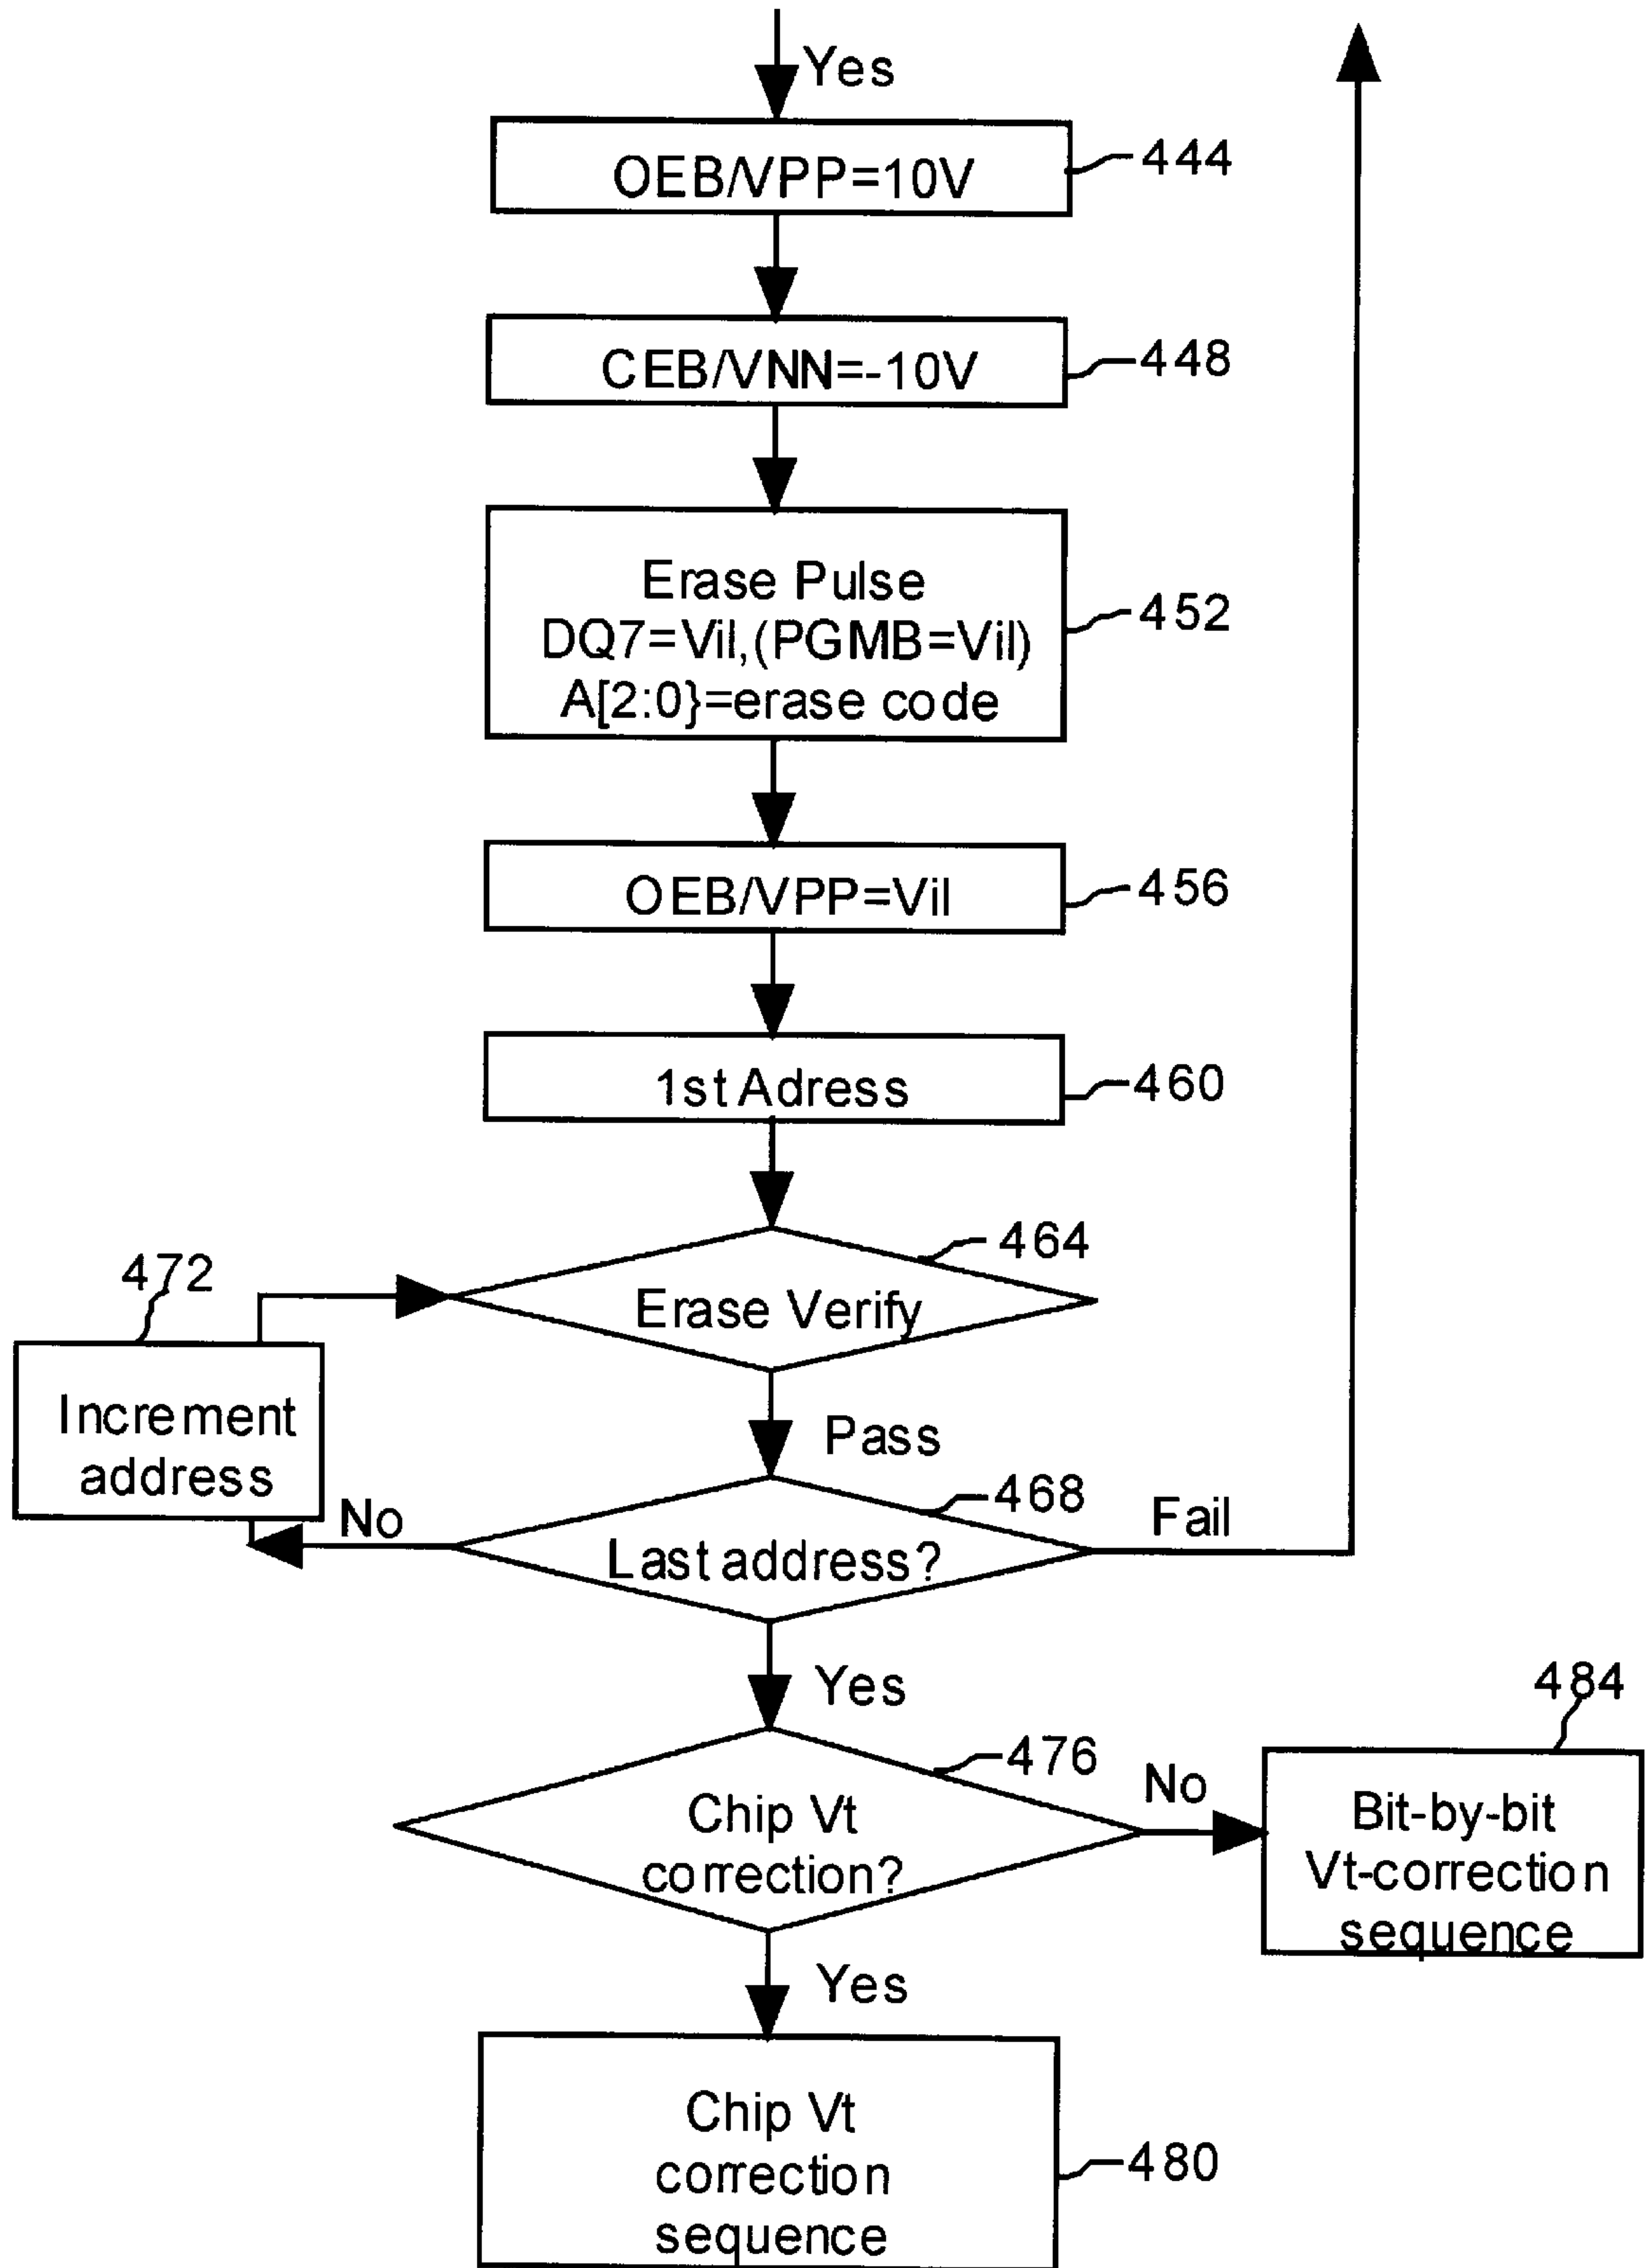 Yes
OEB/VPP=10V
444
CEB/VNN=-10V
448
Erase Pulse
DQ7=Vil,(PGMB=Vil)
A[2:0}=erase code
452
OEB/VPP=Vil
456
1st Adress
460
464
472
Erase Verify
Increment
address
Pass
468
Fail
No
Last address?
Yes
484
476
No
Chip Vt
correction?
Bit-by-bit
Vt-correction
sequence
Yes
Chip Vt
correction
sequence
480